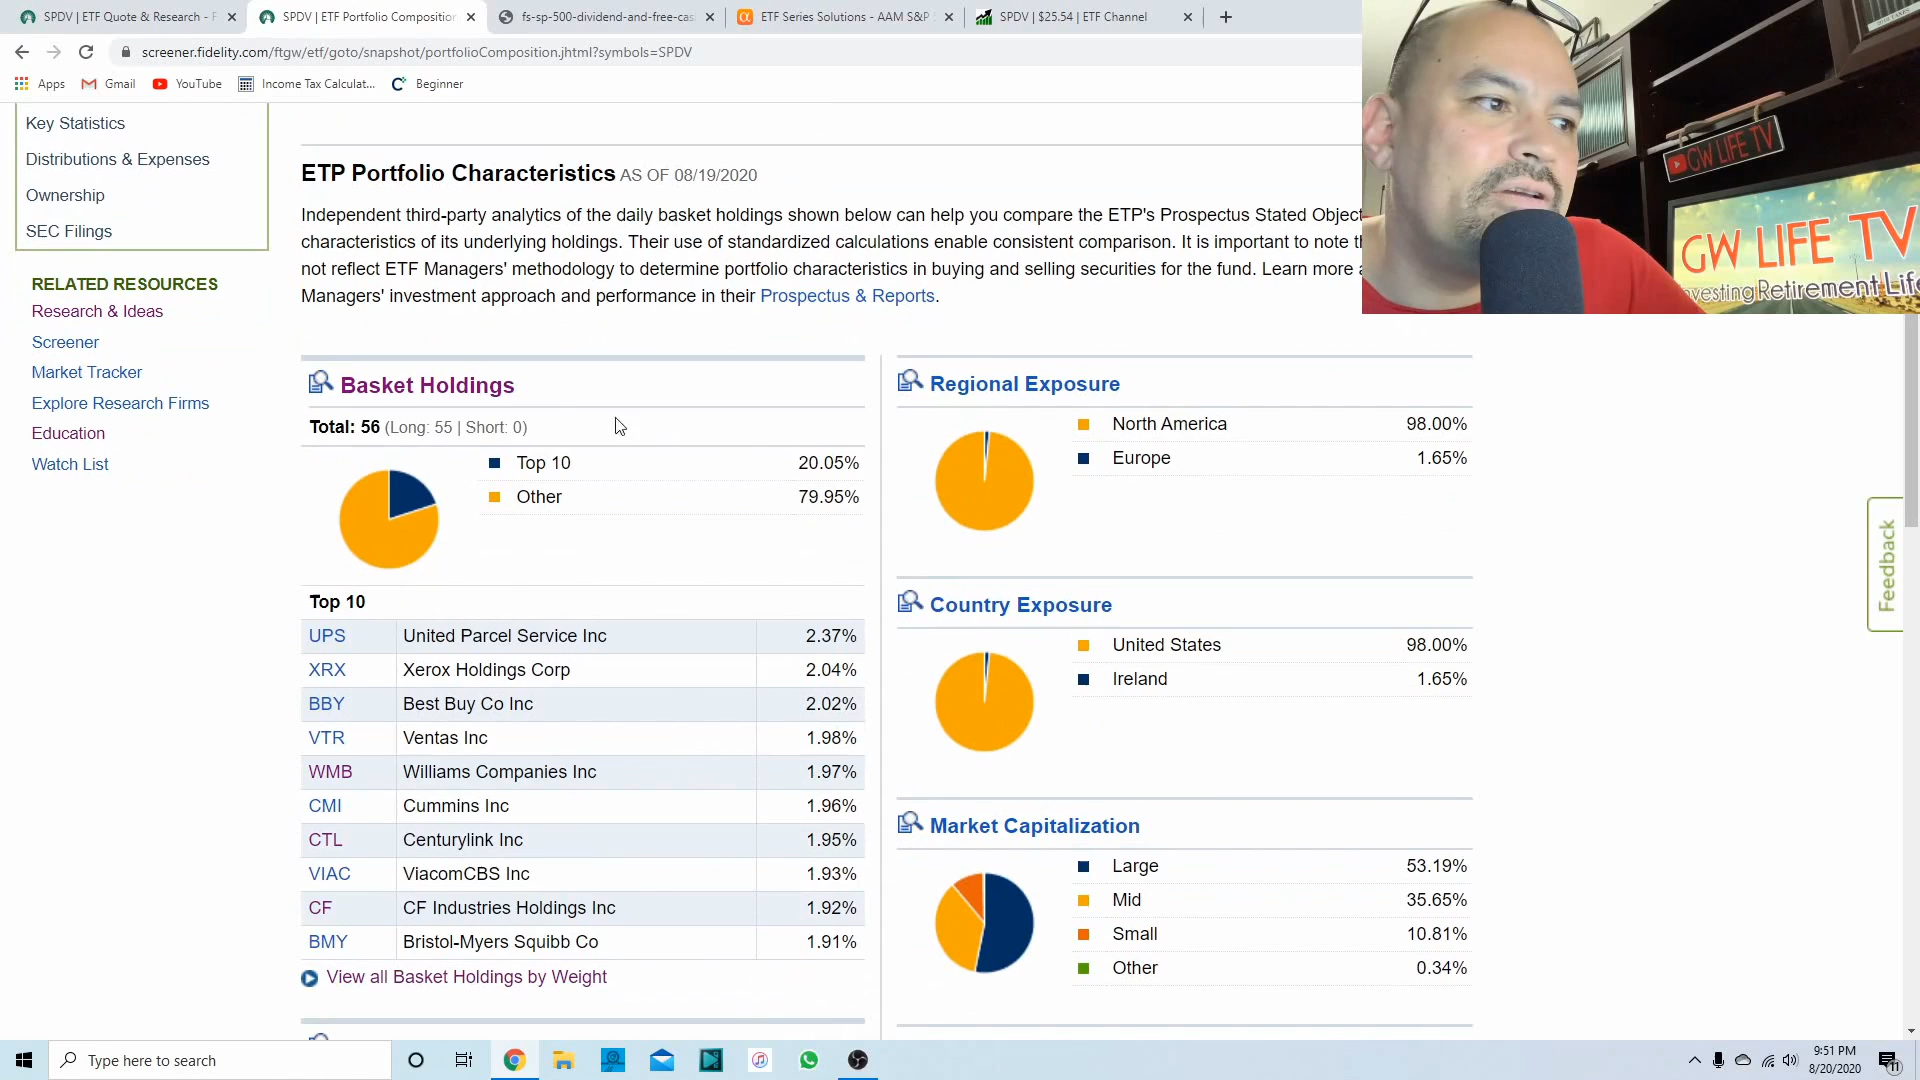 SPDV | ETF Quote & Research - F
SPDV | ETF Portfolio Composition
fs-sp-500-dividend-and-free-cas
ETF Series Solutions - AAM S&P
SPDV | $25.54 | ETF Channel
screener.fidelity.com/ftgw/etf/goto/snapshot/portfolioComposition.jhtml?symbols=SPDV
Apps
Gmail
YouTube
Income Tax Calculat...
Beginner
Key Statistics
Distributions & Expenses
Ownership
SEC Filings
RELATED RESOURCES
Research & Ideas
Screener
Market Tracker
Explore Research Firms
Education
Watch List
ETP Portfolio Characteristics AS OF 08/19/2020
Independent third-party analytics of the daily basket holdings shown below can help you compare the ETP's Prospectus Stated Object
characteristics of its underlying holdings. Their use of standardized calculations enable consistent comparison. It is important to note
not reflect ETF Managers' methodology to determine portfolio characteristics in buying and selling securities for the fund. Learn more
Managers' investment approach and performance in their Prospectus & Reports.
Basket Holdings
Total: 56 (Long: 55 | Short: 0)
Top 10 20.05%
Other 79.95%
Top 10
UPS United Parcel Service Inc 2.37%
XRX Xerox Holdings Corp 2.04%
BBY Best Buy Co Inc 2.02%
VTR Ventas Inc 1.98%
WMB Williams Companies Inc 1.97%
CMI Cummins Inc 1.96%
CTL Centurylink Inc 1.95%
VIAC ViacomCBS Inc 1.93%
CF CF Industries Holdings Inc 1.92%
BMY Bristol-Myers Squibb Co 1.91%
View all Basket Holdings by Weight
Regional Exposure
North America 98.00%
Europe 1.65%
Country Exposure
United States 98.00%
Ireland 1.65%
Market Capitalization
Large 53.19%
Mid 35.65%
Small 10.81%
Other 0.34%
GW LIFE TV
GW LIFE TV
Investing Retirement Life
Feedback
Type here to search
9:51 PM
8/20/2020
11